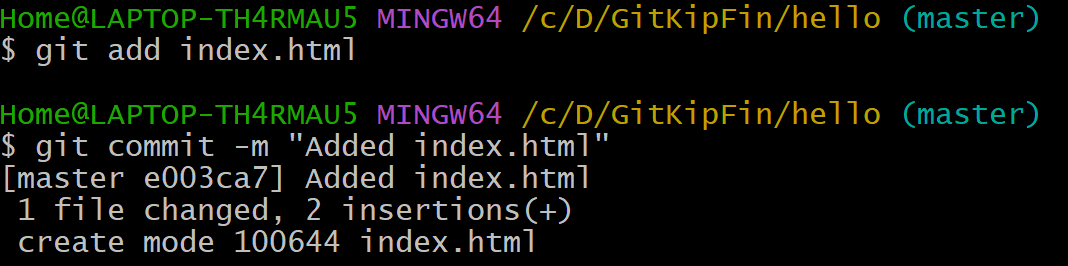 Home@LAPTOP-TH4RMAU5 MINGW64 /c/D/GitKipFin/hello (master)
$ git add index.html
Home@LAPTOP-TH4RMAU5 MINGW64 /c/D/GitKipFin/hello (master)
$ git commit -m "Added index.html"
[master e003ca7] Added index.html
 1 file changed, 2 insertions(+)
 create mode 100644 index.html